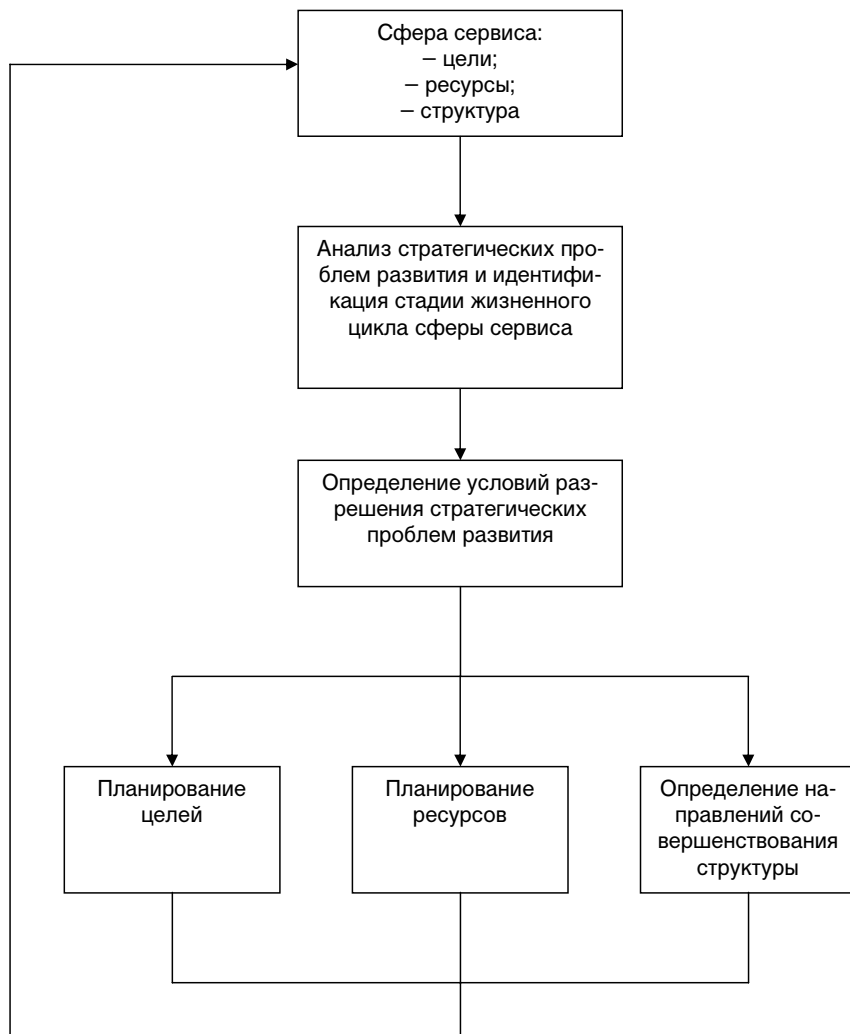 Сфера сервиса:
– цели;
– ресурсы;
– структура
Анализ стратегических про-
блем развития и идентифи-
кация стадии жизненного
цикла сферы сервиса
Определение условий раз-
решения стратегических
проблем развития
Планирование
целей
Планирование
ресурсов
Определение на-
правлений со-
вершенствования
структуры